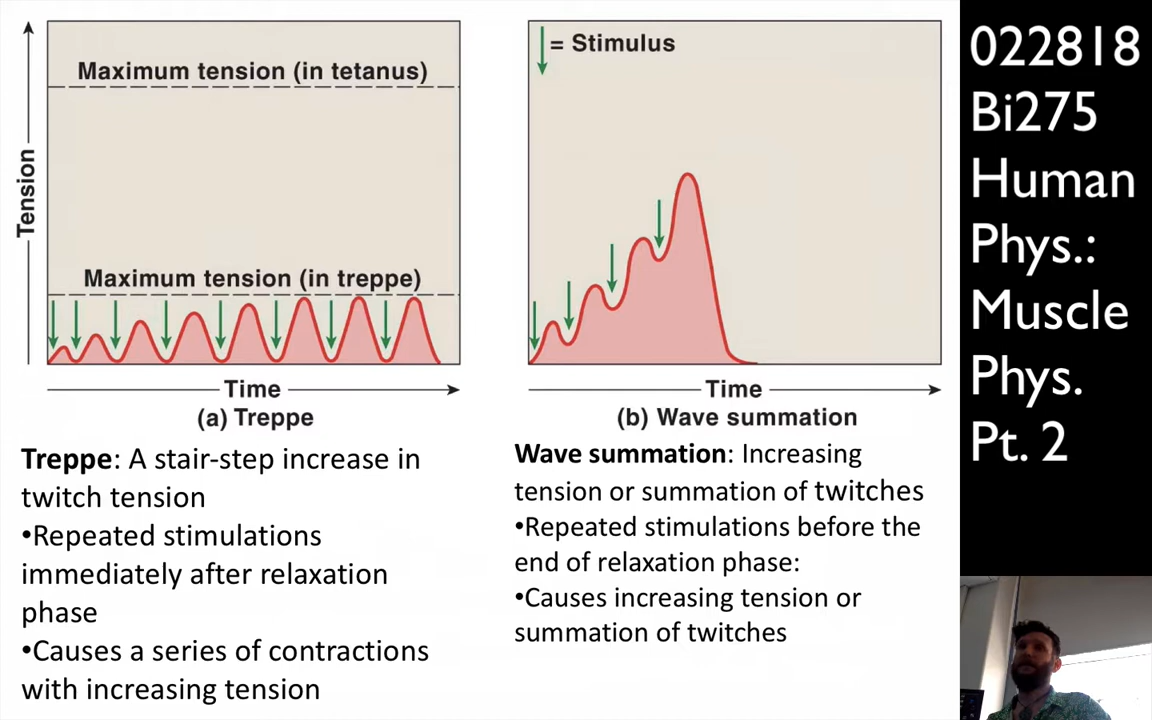 Tension
Maximum tension (in tetanus)
Maximum tension (in treppe)
Time
(a) Treppe
= Stimulus
Time
(b) Wave summation
Treppe: A stair-step increase in
twitch tension
•Repeated stimulations
immediately after relaxation
phase
•Causes a series of contractions
with increasing tension
Wave summation: Increasing
tension or summation of twitches
•Repeated stimulations before the
end of relaxation phase:
•Causes increasing tension or
summation of twitches
022818
Bi275
Human
Phys.:
Muscle
Phys.
Pt. 2